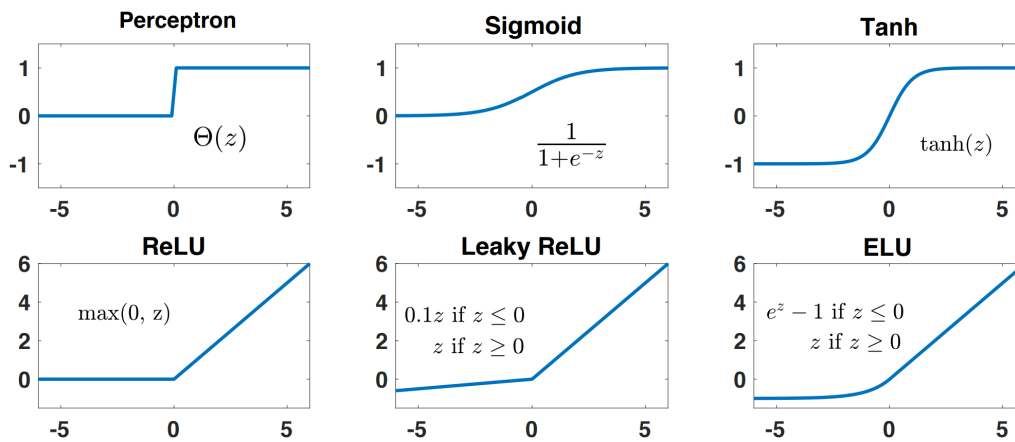 Perceptron
Sigmoid
Tanh
1
0
-1
Θ(z)
-5
0
5
1
0
-1
1
1+e^{-z}
-5
0
5
1
0
-1
tanh(z)
-5
0
5
ReLU
Leaky ReLU
ELU
6
4
2
0
max(0, z)
-5
0
5
6
4
2
0
0.1z if z ≤ 0
z if z ≥ 0
-5
0
5
6
4
2
0
e^z − 1 if z ≤ 0
z if z ≥ 0
-5
0
5